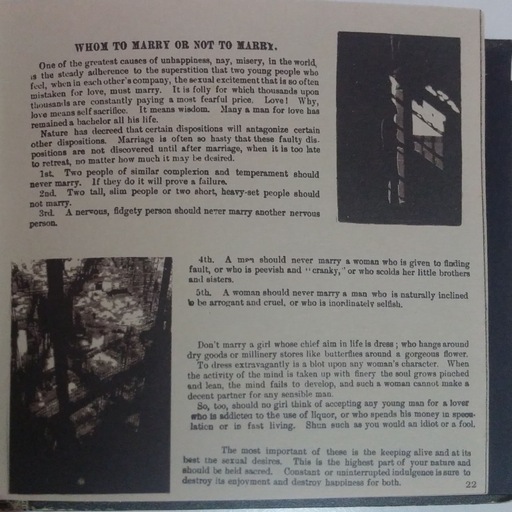 WHOM TO MARRY OR NOT TO MARRY.
One of the greatest causes of unhappiness, nay, misery, in the world,
is the steady adherence to the superstition that two young people who
feel, when in each other's company, the sexual excitement that is so often
mistaken for love, must marry. It is folly for which thousands upon
thousands are constantly paying a most fearful price. Love! Why,
love means self sacrifice. It means wisdom. Many a man for love has
remained a bachelor all his life.
Nature has decreed that certain dispositions will antagonize certain
other dispositions. Marriage is often so hasty that these faulty dis-
positions are not discovered until after marriage, when it is too late
to retreat, no matter how much it may be desired.
1st. Two people of similar complexion and temperament should
never marry. If they do it will prove a failure.
2nd. Two tall, slim people or two short, heavy-set people should
not marry.
3rd. A nervous, fidgety person should never marry another nervous
person.
4th. A man should never marry a woman who is given to finding
fault, or who is peevish and "cranky," or who scolds her little brothers
and sisters.
5th. A woman should never marry a man who is naturally inclined
to be arrogant and cruel, or who is inordinately selfish.
Don't marry a girl whose chief aim in life is dress; who hangs around
dry goods or millinery stores like butterflies around a gorgeous flower.
To dress extravagantly is a blot upon any woman's character. When
the activity of the mind is taken up with finery the soul grows pinched
and lean, the mind fails to develop, and such a woman cannot make a
decent partner for any sensible man.
So, too, should no girl think of accepting any young man for a lover
who is addicted to the use of liquor, or who spends his money in specu-
lation or in fast living. Shun such as you would an idiot or a fool.
The most important of these is the keeping alive and at its
best the sexual desires. This is the highest part of your nature and
should be held sacred. Constant or uninterrupted indulgence is sure to
destroy its enjoyment and destroy happiness for both.
22